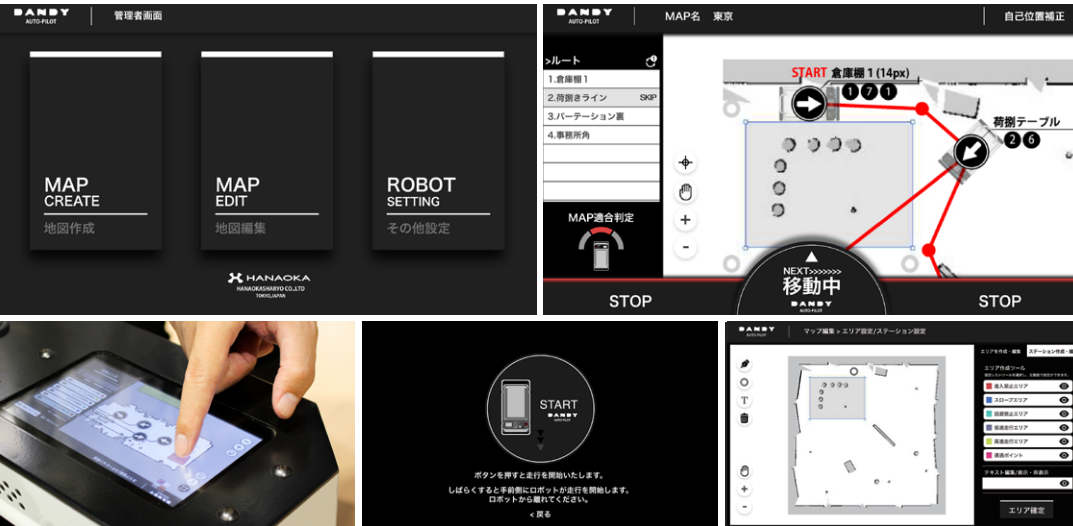 DANDY
AUTO-PILOT
管理者画面
MAP
CREATE
地図作成
MAP
EDIT
地図編集
ROBOT
SETTING
その他設定
HANAOKA
HANAOKASHARYO CO.,LTD
TOKYO,JAPAN
DANDY
AUTO-PILOT
MAP名 東京
自己位置補正
>ルート
1.倉庫棚1
2.荷捌きライン SKIP
3.パーテーション裏
4.事務所角
MAP適合判定
START 倉庫棚1(14px)
1 7 1
荷捌テーブル
2 6
+
-
STOP
NEXT>>>>>>>
移動中
DANDY
AUTO-PILOT
STOP
START
DANDY
AUTO-PILOT
ボタンを押すと走行を開始いたします。
しばらくすると手前側にロボットが走行を開始します。
ロボットから離れてください。
<戻る
DANDY
AUTO-PILOT
マップ編集 > エリア設定/ステーション設定
エリアを作成・編集
ステーション作成・
エリア作成ツール
進入禁止エリア
スロープエリア
回避禁止エリア
低速走行エリア
高速走行エリア
通過ポイント
テキスト編集/表示・非表示
エリア確定
T
+
-